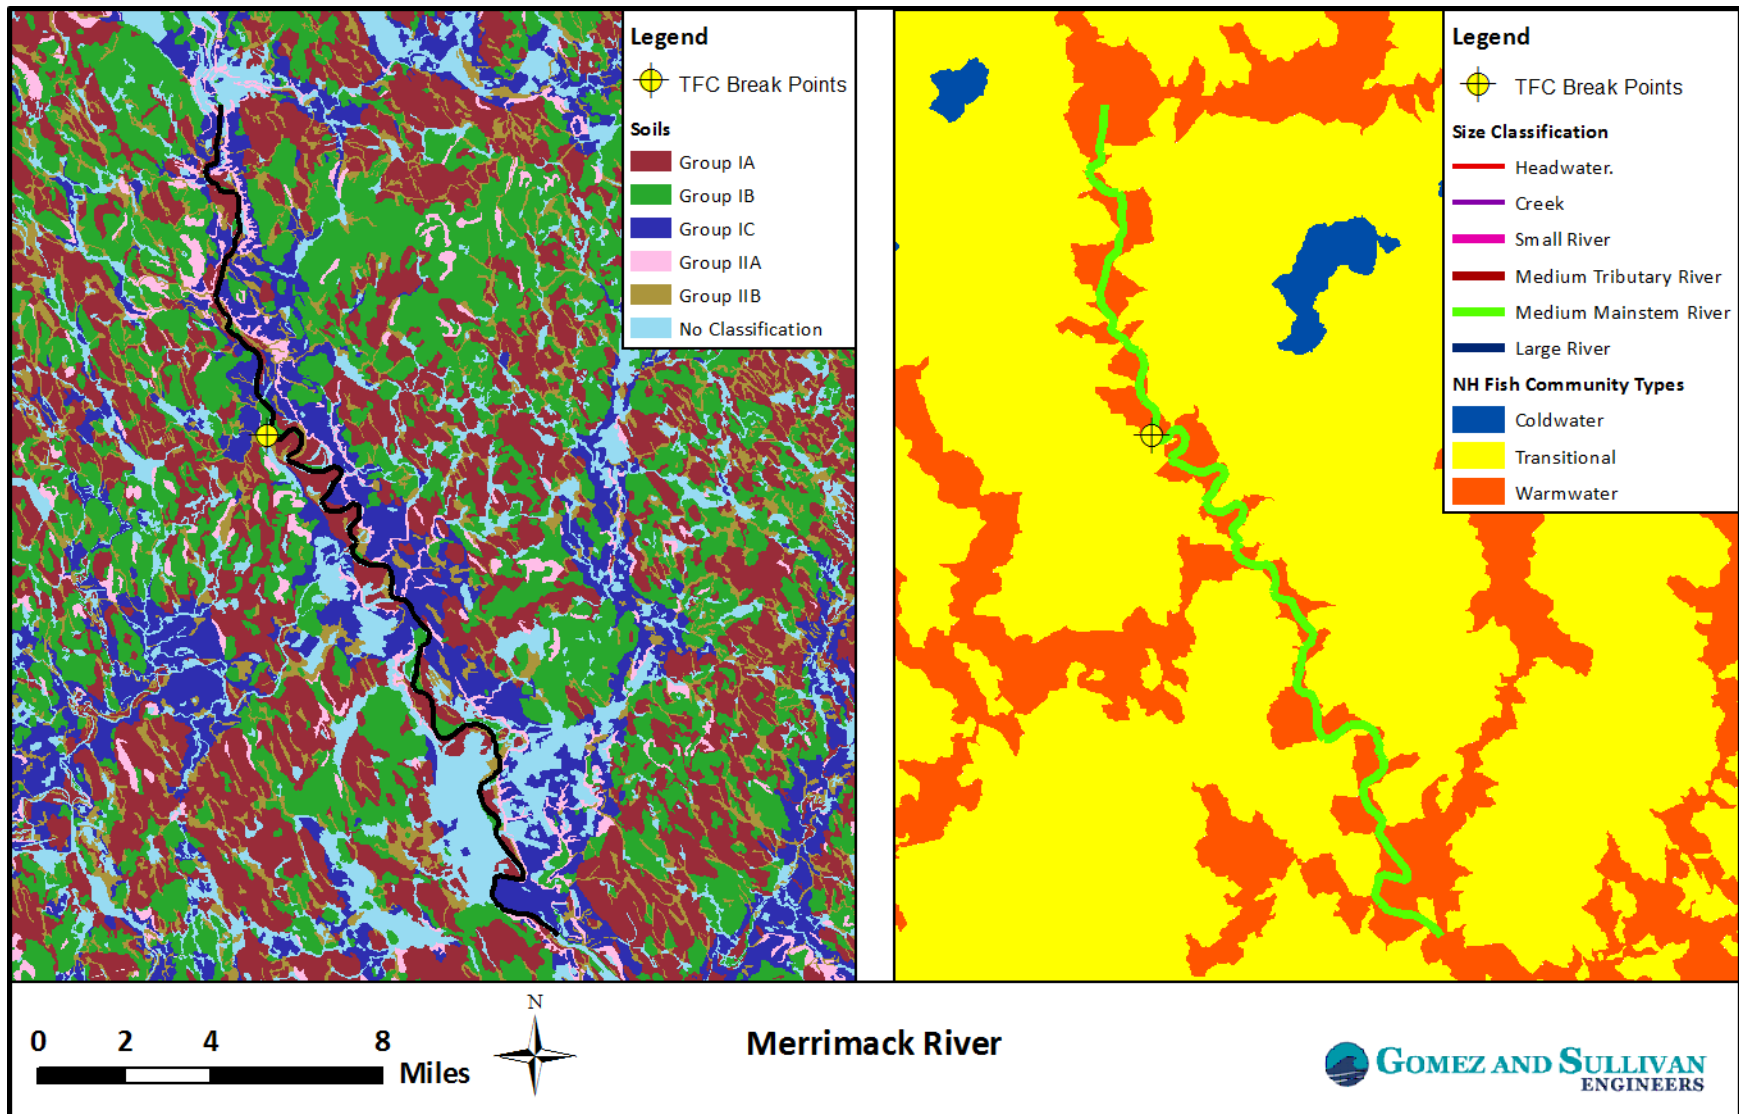 Legend
TFC Break Points
Soils
Group IA
Group IB
Group IC
Group IIA
Group IIB
No Classification
Legend
TFC Break Points
Size Classification
Headwater.
Creek
Small River
Medium Tributary River
Medium Mainstem River
Large River
NH Fish Community Types
Coldwater
Transitional
Warmwater
0 2 4 8
Miles
N
Merrimack River
GOMEZ AND SULLIVAN
ENGINEERS